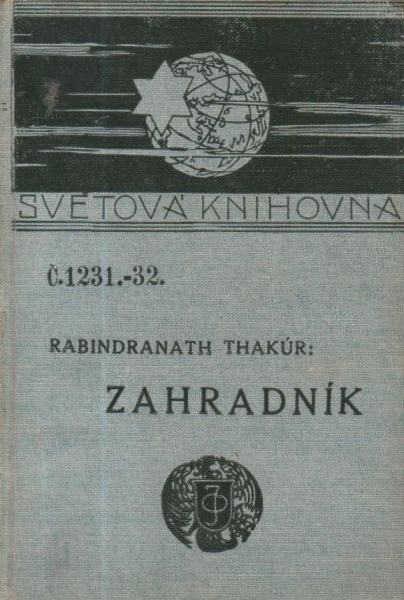 SVĚTOVÁ KNIHOVNA
Č.1231.-32.
RABINDRANATH THAKÚR:
ZAHRADNÍK